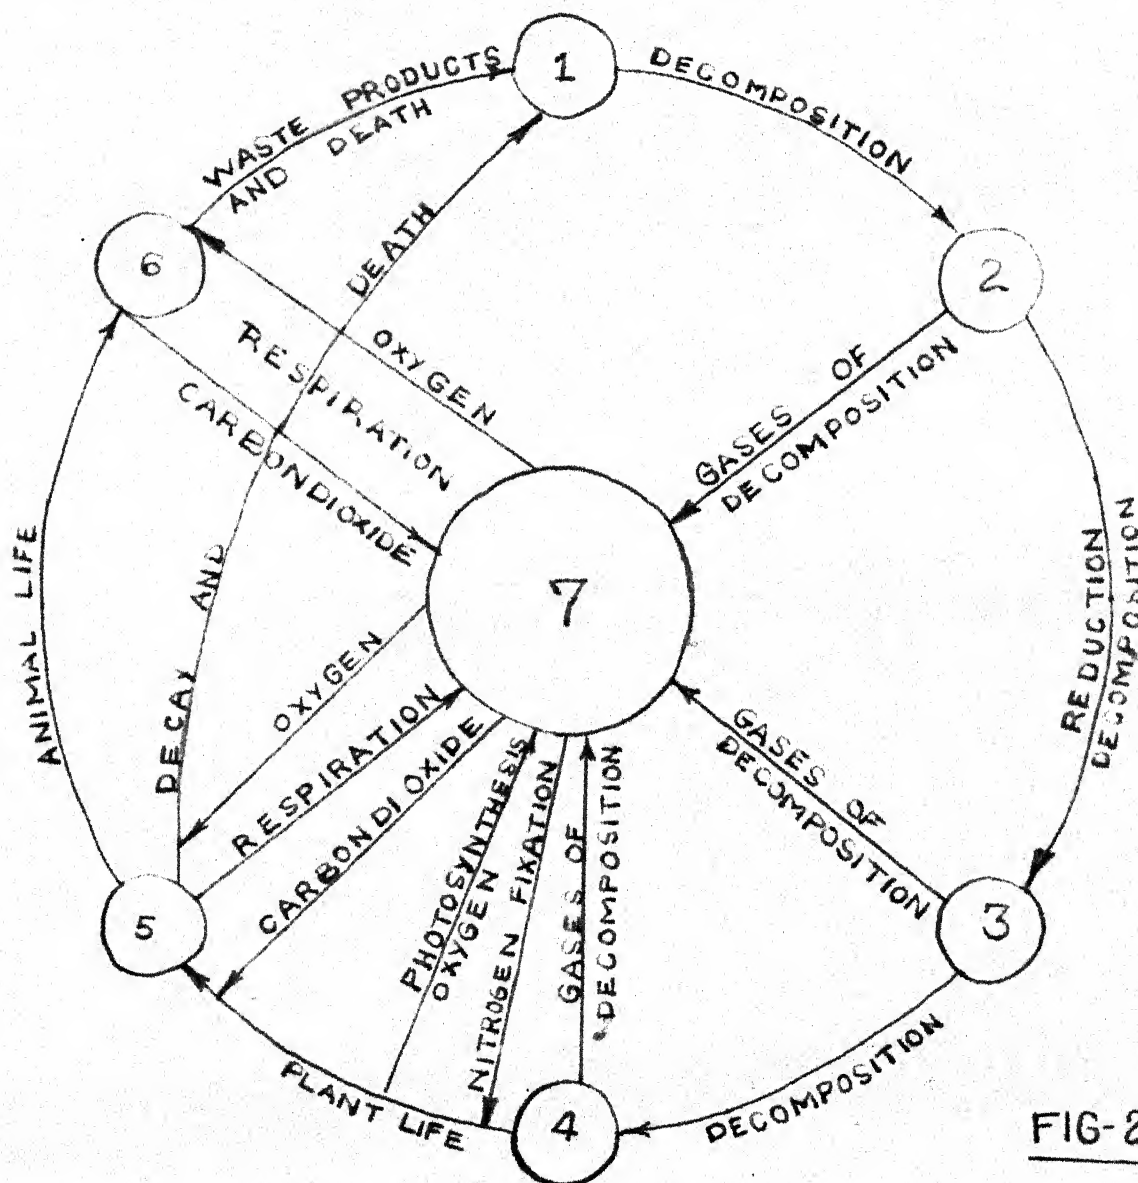 1
DECOMPOSITION
WASTE PRODUCTS
AND DEATH
DEATH
6
2
OXYGEN
RESPIRATION
CARBONDIOXIDE
GASES OF
DECOMPOSITION
ANIMAL LIFE
DECAY AND
7
REDUCTION
DECOMPOSITION
OXYGEN
RESPIRATION
CARBONDIOXIDE
PHOTOSYNTHESIS
OXYGEN
NITROGEN FIXATION
GASES OF
DECOMPOSITION
GASES OF
DECOMPOSITION
5
3
PLANT LIFE
4
DECOMPOSITION
FIG-2